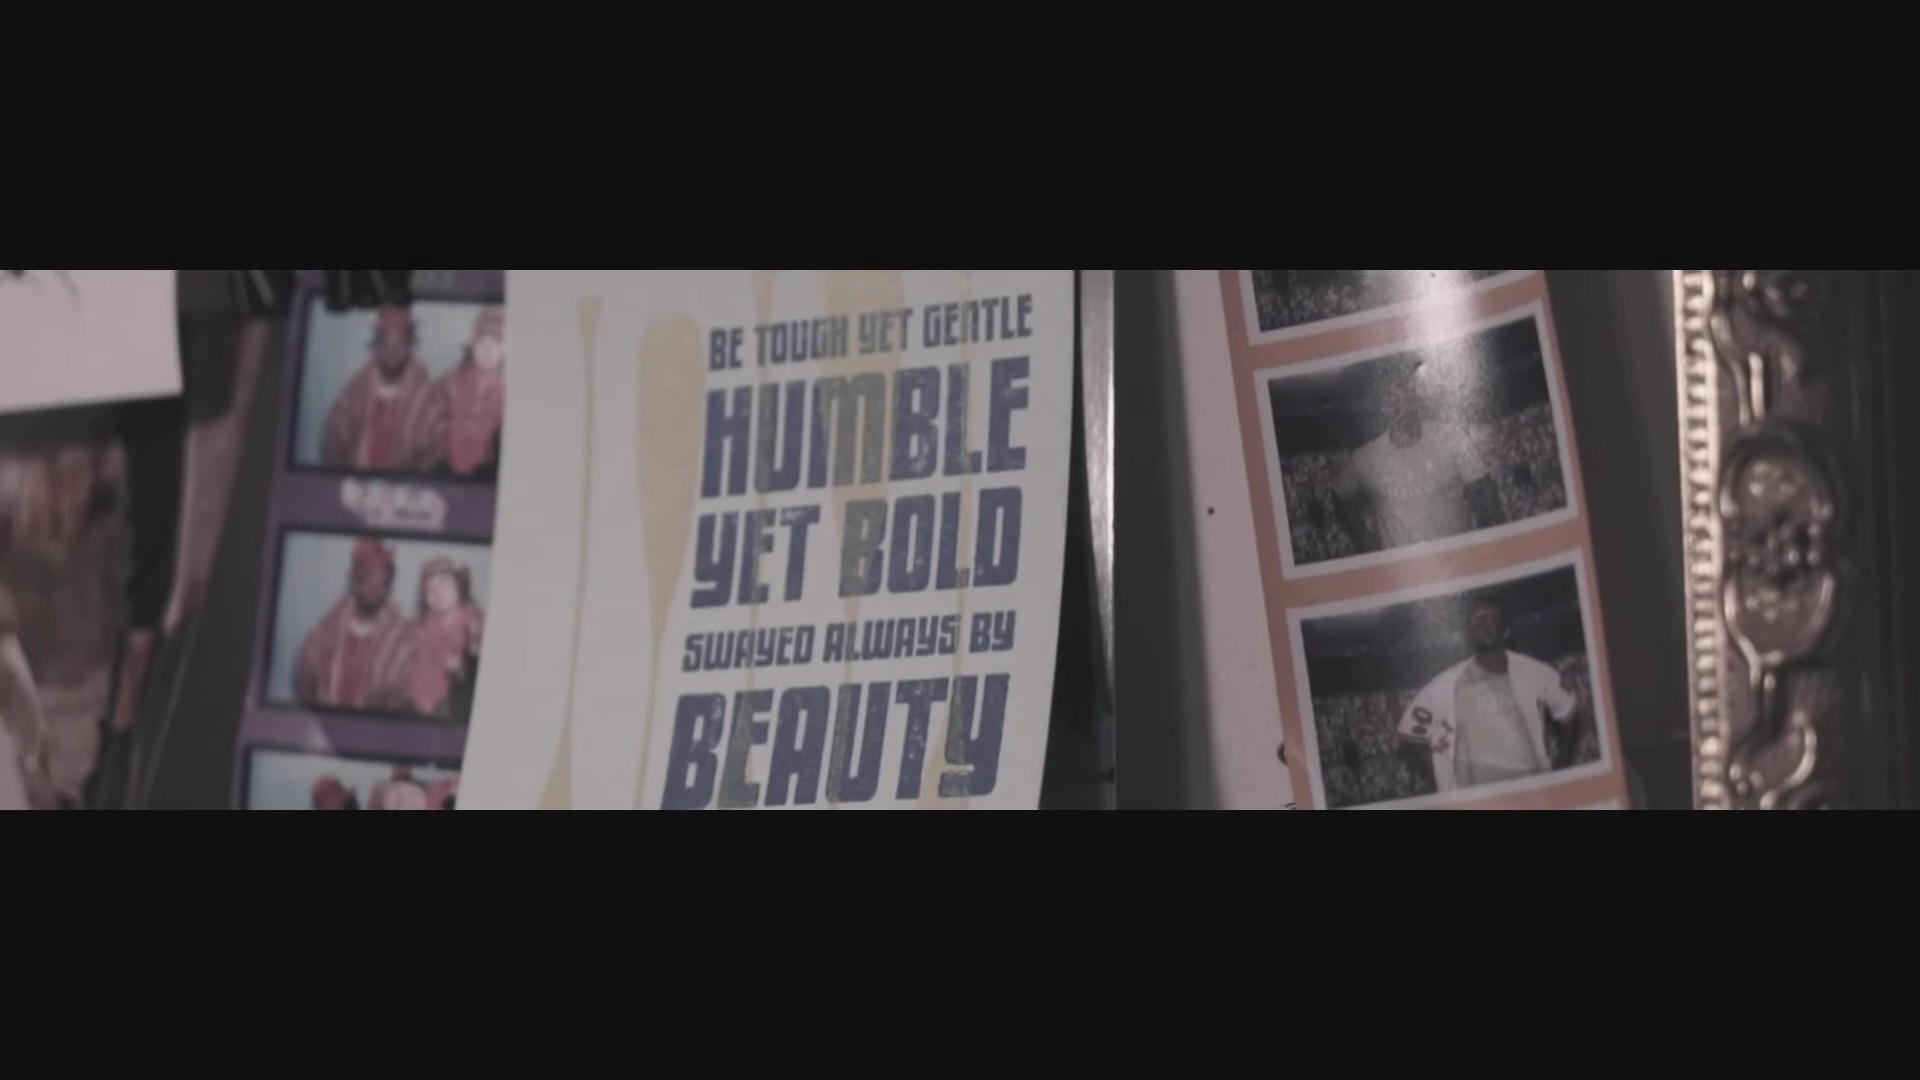 BE TOUGH YET GENTLE
HUMBLE
YET BOLD
SWAYED ALWAYS BY
BEAUTY